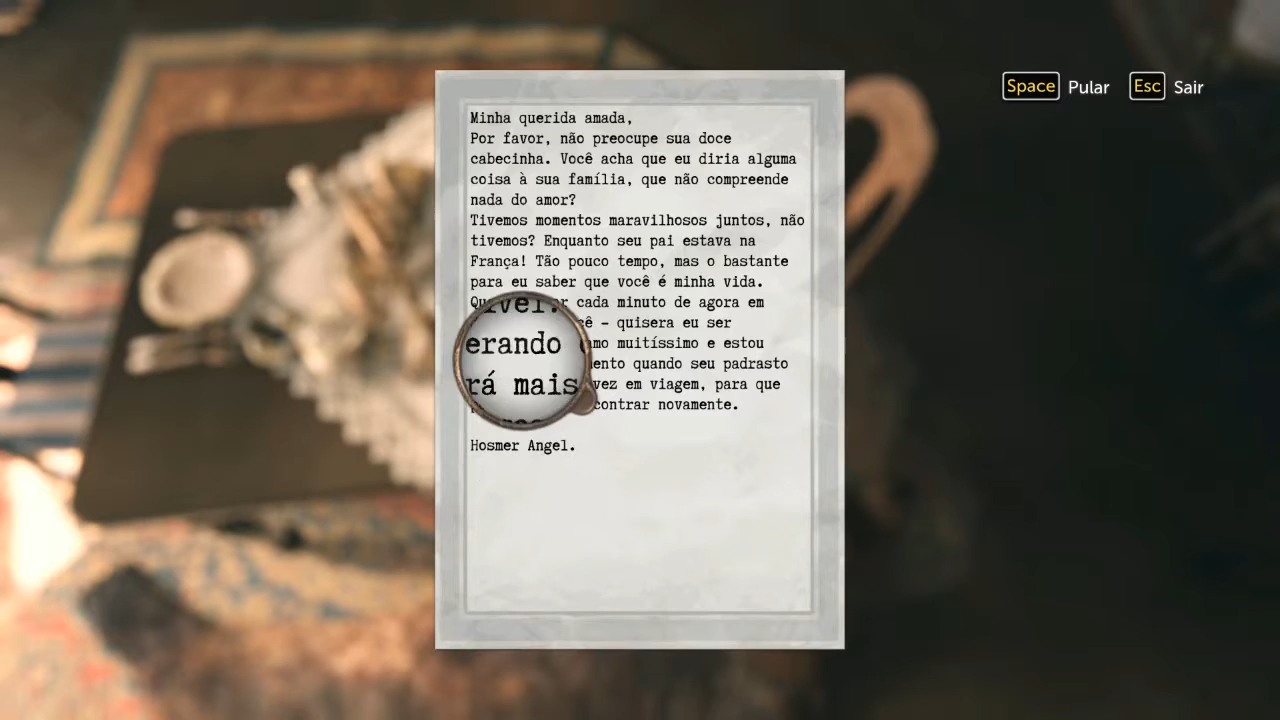 Space Pular Esc Sair
Minha querida amada,
Por favor, não preocupe sua doce
cabecinha. Você acha que eu diria alguma
coisa à sua família, que não compreende
nada do amor?
Tivemos momentos maravilhosos juntos, não
tivemos? Enquanto seu pai estava na
França! Tão pouco tempo, mas o bastante
para eu saber que você é minha vida.
cada minuto de agora em
– quisera eu ser
muitíssimo e estou
erando
quando seu padrasto
rá mais
vez em viagem, para que
novamente.
Hosmer Angel.